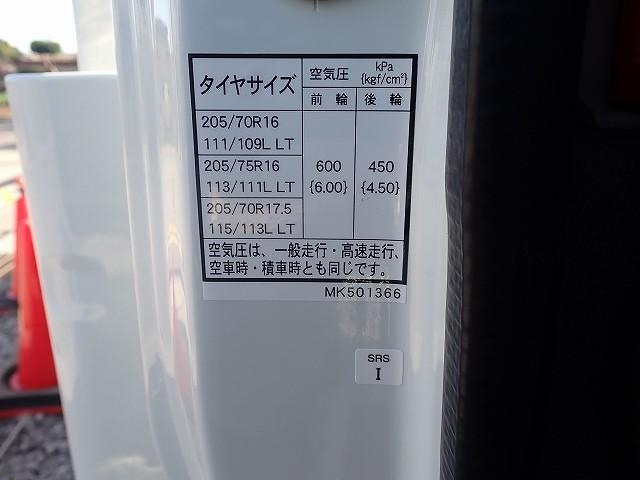 タイヤサイズ 空気圧 kPa {kgf/cm²}
前輪 後輪
205/70R16
111/109L LT
205/75R16 600 450
113/111L LT {6.00} {4.50}
205/70R17.5
115/113L LT
空気圧は、一般走行・高速走行、
空車時・積車時とも同じです。
MK501366
SRS
I